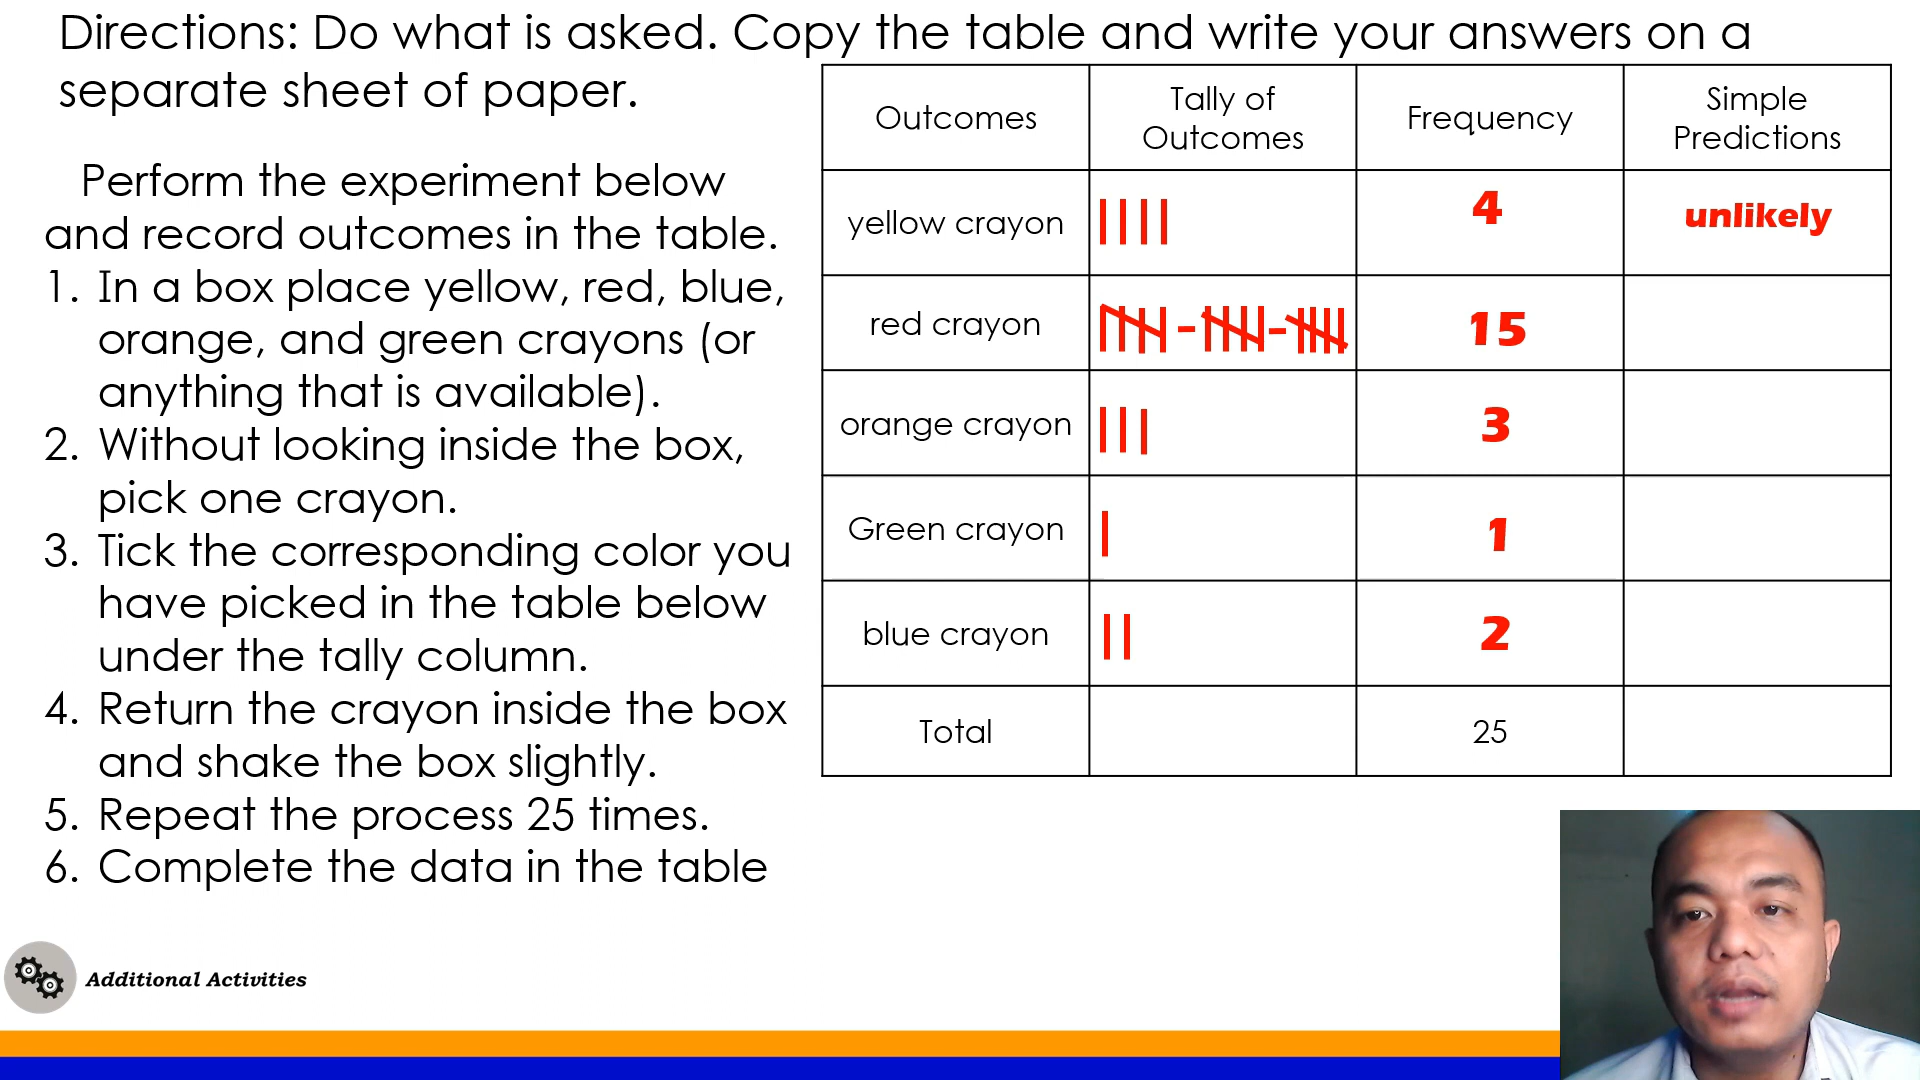 Directions: Do what is asked. Copy the table and write your answers on a
separate sheet of paper.
Perform the experiment below
and record outcomes in the table.
1. In a box place yellow, red, blue,
orange, and green crayons (or
anything that is available).
2. Without looking inside the box,
pick one crayon.
3. Tick the corresponding color you
have picked in the table below
under the tally column.
4. Return the crayon inside the box
and shake the box slightly.
5. Repeat the process 25 times.
6. Complete the data in the table
Outcomes Tally of Outcomes Frequency Simple Predictions
yellow crayon 4 unlikely
red crayon 15
orange crayon 3
Green crayon 1
blue crayon 2
Total 25
Additional Activities